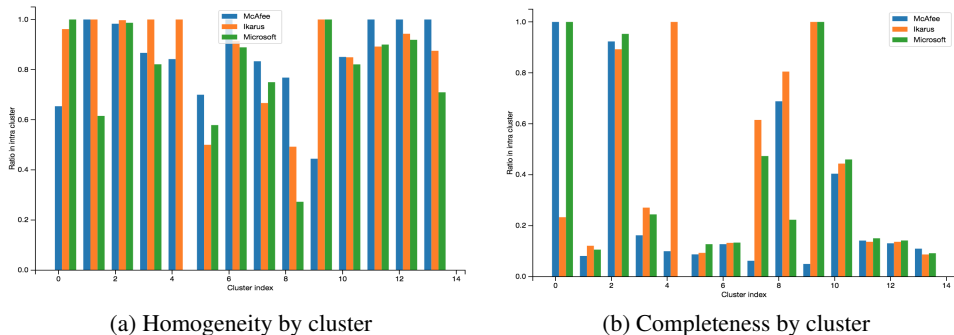 McAfee
Ikarus
Microsoft
Ratio in intra cluster
1.0
0.8
0.6
0.4
0.2
0.0
0 2 4 6 8 10 12 14
Cluster index
(a) Homogeneity by cluster
McAfee
Ikarus
Microsoft
Ratio in intra cluster
1.0
0.8
0.6
0.4
0.2
0.0
0 2 4 6 8 10 12 14
Cluster index
(b) Completeness by cluster